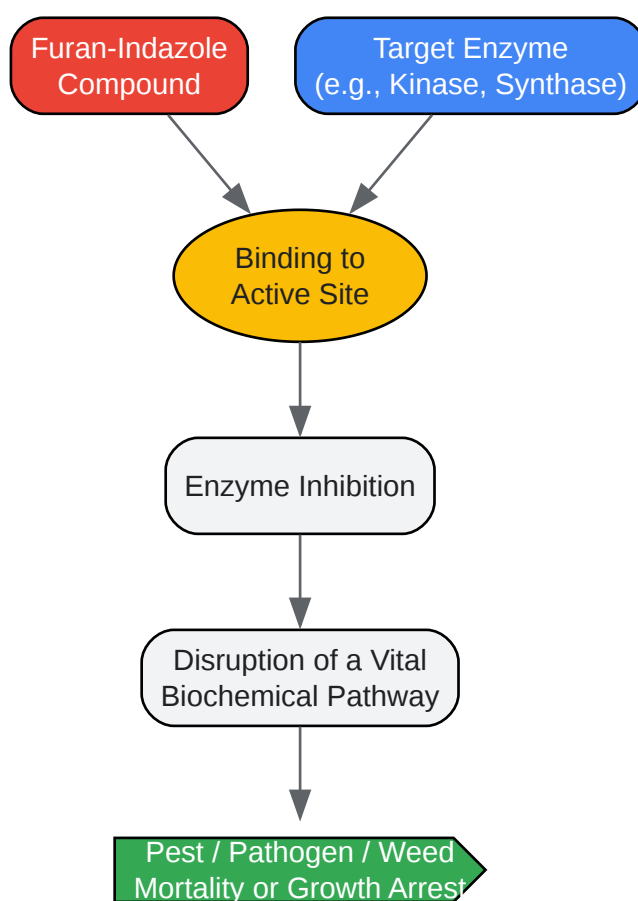 Furan-Indazole
Compound
Target Enzyme
(e.g., Kinase, Synthase)
Binding to
Active Site
Enzyme Inhibition
Disruption of a Vital
Biochemical Pathway
Pest / Pathogen / Weed
Mortality or Growth Arrest